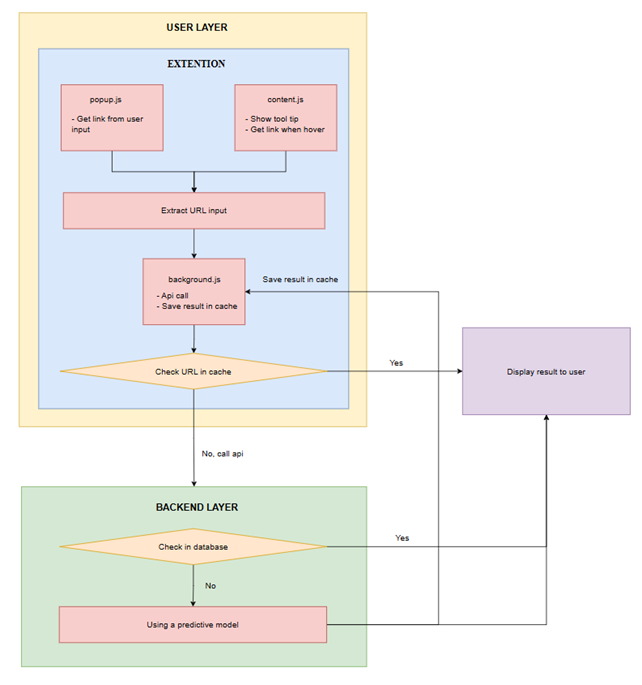 USER LAYER
EXTENTION
popup.js
- Get link from user
input
content.js
- Show tool tip
- Get link when hover
Extract URL input
background.js
- Api call
- Save result in cache
Save result in cache
Check URL in cache
Yes
Display result to user
No, call api
BACKEND LAYER
Check in database
Yes
No
Using a predictive model